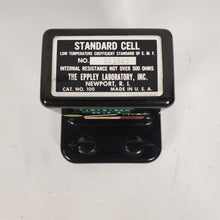 STANDARD CELL
LOW TEMPERATURE COEFFICIENT STANDARD OF E. M. F.
NO.
INTERNAL RESISTANCE NOT OVER 500 OHMS
THE EPPLEY LABORATORY, INC.
NEWPORT, R. I.
CAT. NO. 100 MADE IN U. S. A.